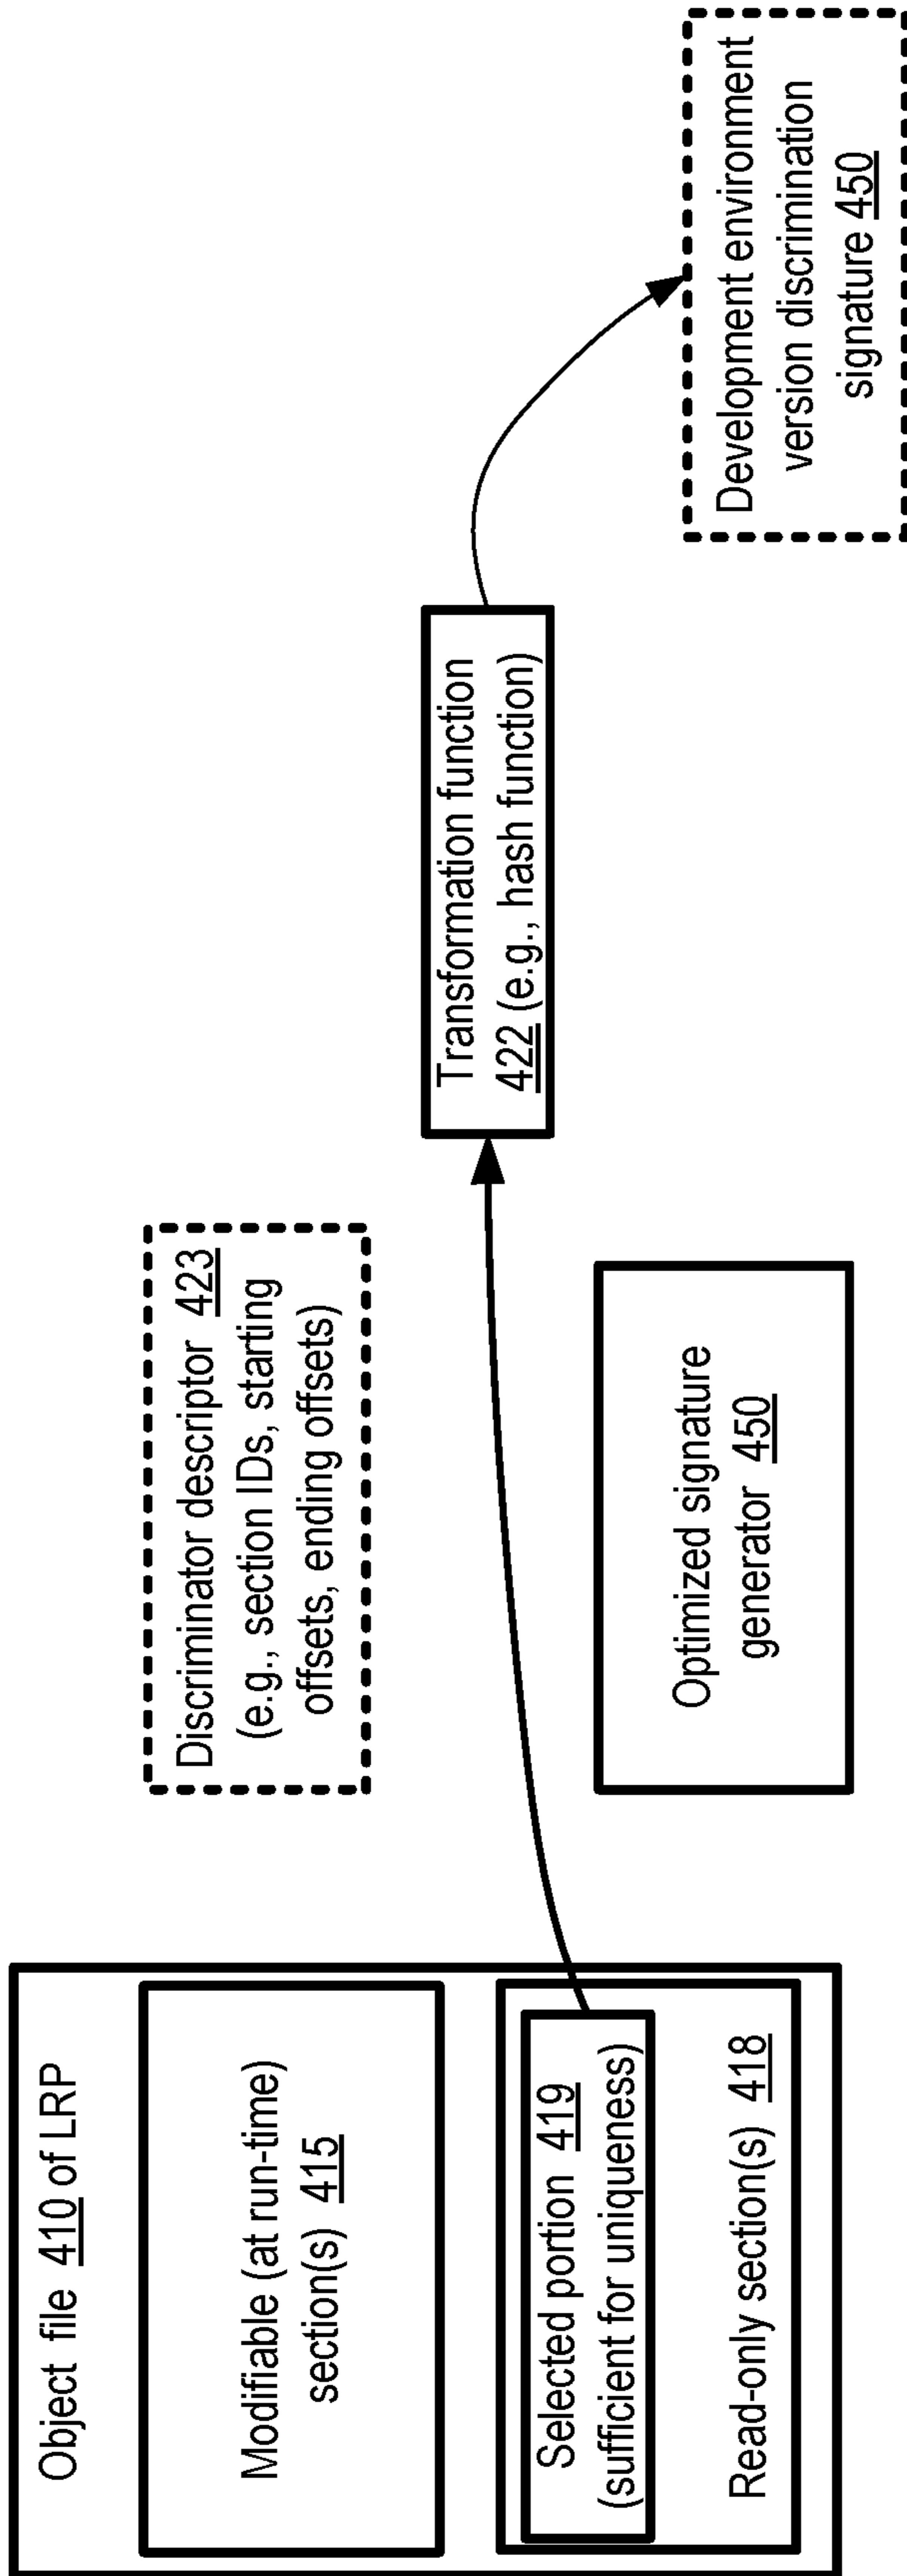 Object file 410 of LRP
Modifiable (at run-time)
section(s) 415
Selected portion 419
(sufficient for uniqueness)
Read-only section(s) 418
Discriminator descriptor 423
(e.g., section IDs, starting
offsets, ending offsets)
Optimized signature
generator 450
Transformation function
422 (e.g., hash function)
Development environment
version discrimination
signature 450